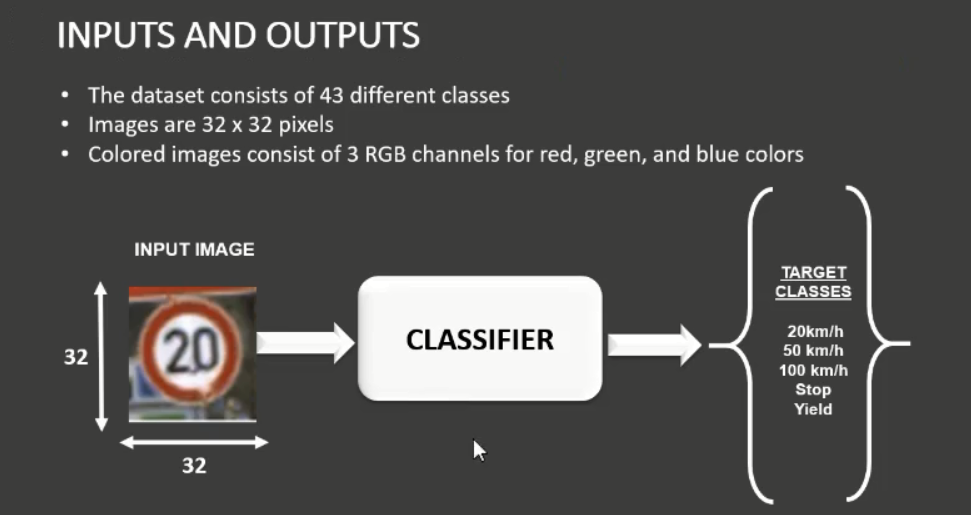 INPUTS AND OUTPUTS
• The dataset consists of 43 different classes
• Images are 32 x 32 pixels
• Colored images consist of 3 RGB channels for red, green, and blue colors
INPUT IMAGE
32
20
32
CLASSIFIER
TARGET
CLASSES
20km/h
50 km/h
100 km/h
Stop
Yield